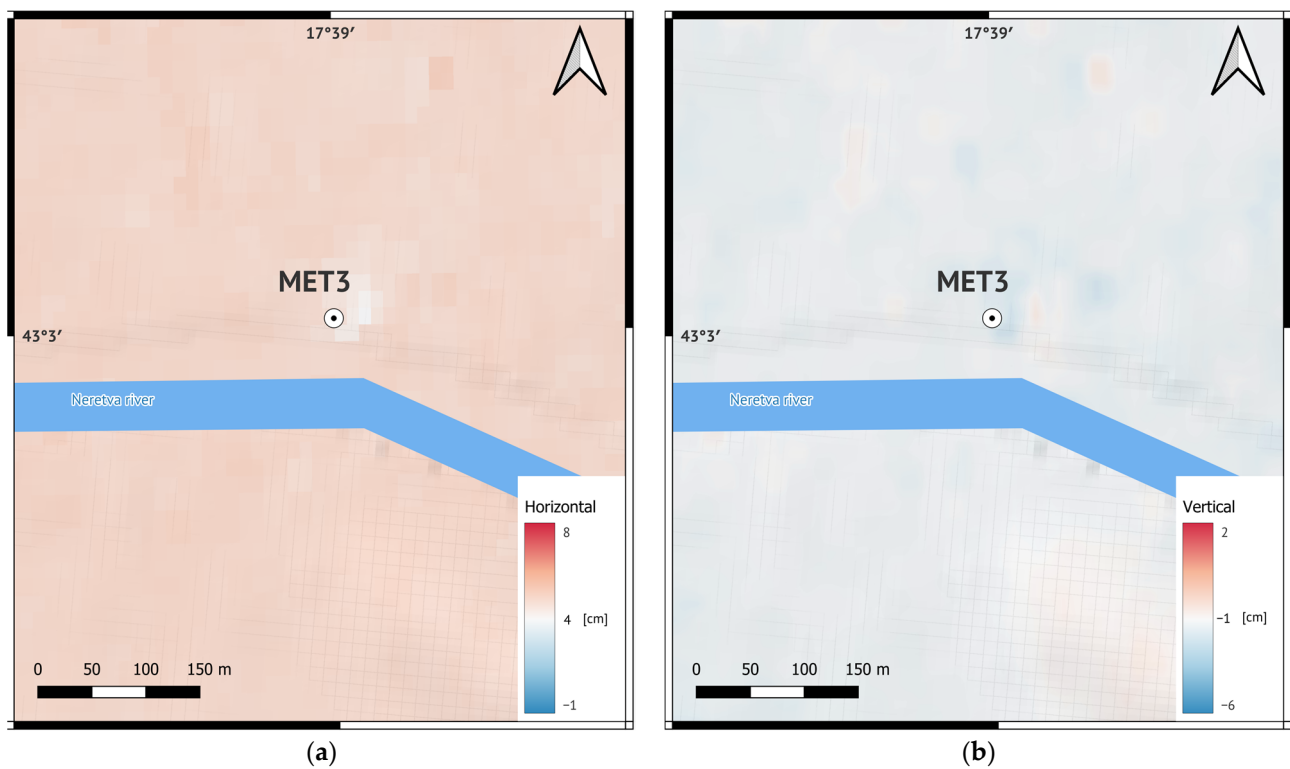 17°39′
MET3
43°3′
Neretva river
Horizontal
8
4 [cm]
−1
0 50 100 150 m
(a)
17°39′
MET3
43°3′
Neretva river
Vertical
2
−1 [cm]
−6
0 50 100 150 m
(b)